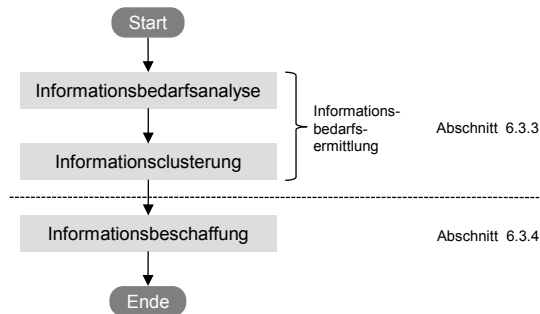 Start
Informationsbedarfsanalyse
Informations-
bedarfs-
ermittlung
Abschnitt 6.3.3
Informationsclusterung
Informationsbeschaffung
Abschnitt 6.3.4
Ende